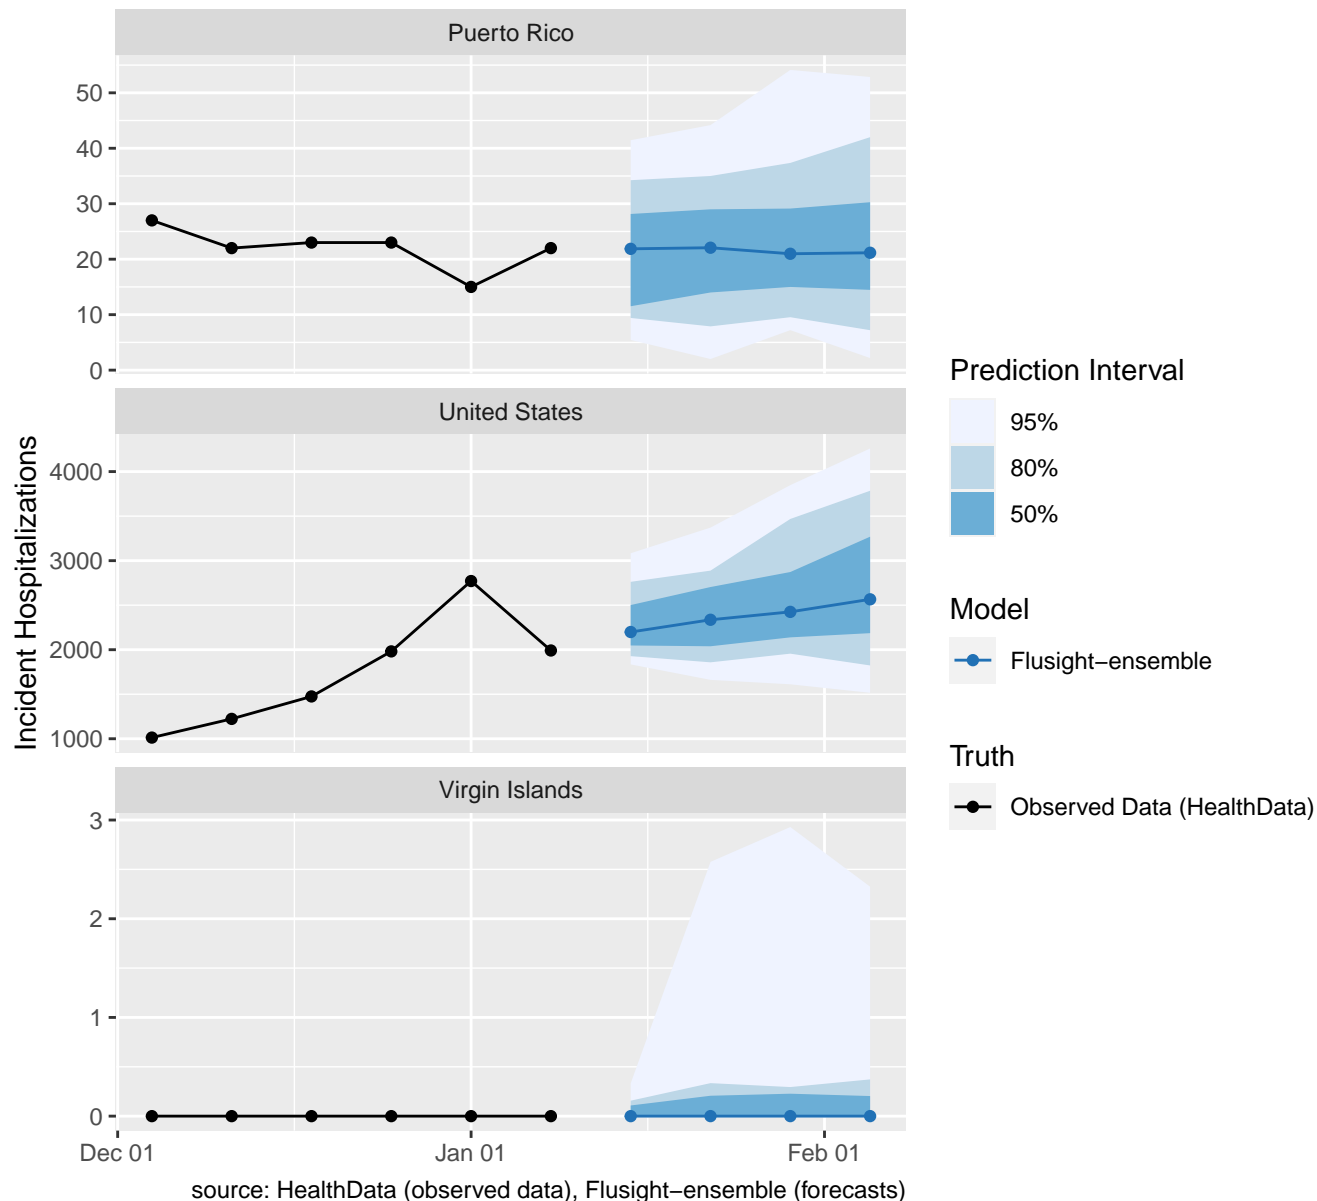 Puerto Rico
50
40
30
20
10
0
United States
4000
3000
2000
1000
Virgin Islands
3
2
1
0
Dec 01
Jan 01
Feb 01
Incident Hospitalizations
source: HealthData (observed data), Flusight−ensemble (forecasts)
Prediction Interval
95%
80%
50%
Model
Flusight−ensemble
Truth
Observed Data (HealthData)